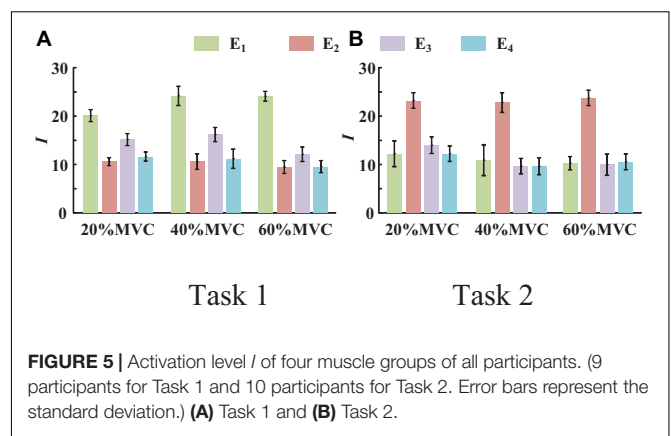 A
B
E1 E2 E3 E4
30
20
10
0
I
20%MVC 40%MVC 60%MVC
Task 1
30
20
10
0
I
20%MVC 40%MVC 60%MVC
Task 2
FIGURE 5 | Activation level I of four muscle groups of all participants. (9
participants for Task 1 and 10 participants for Task 2. Error bars represent the
standard deviation.) (A) Task 1 and (B) Task 2.